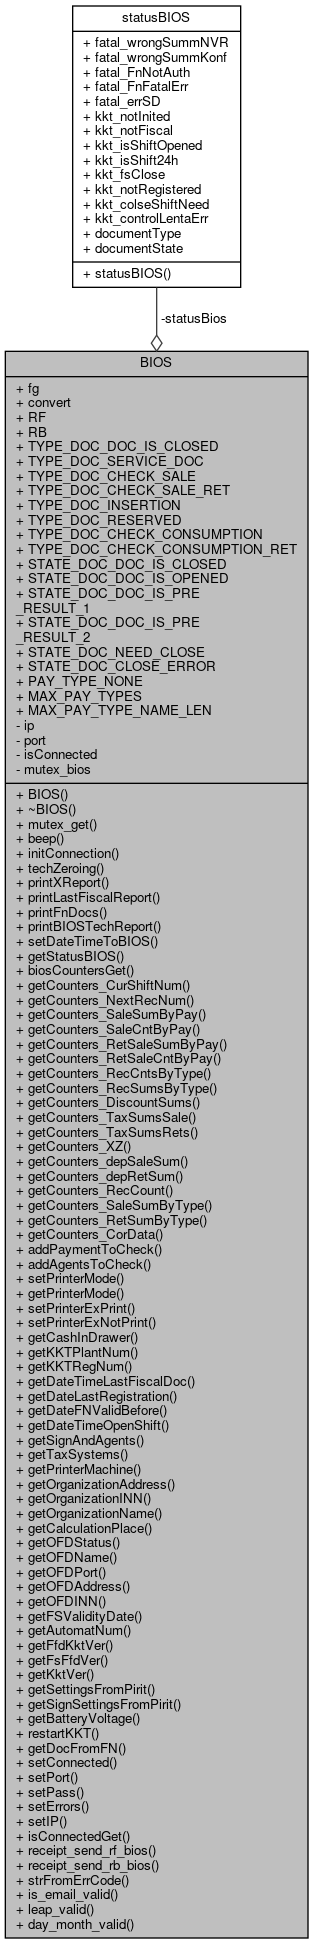 statusBIOS
+ fatal_wrongSummNVR
+ fatal_wrongSummKonf
+ fatal_FnNotAuth
+ fatal_FnFatalErr
+ fatal_errSD
+ kkt_notInited
+ kkt_notFiscal
+ kkt_isShiftOpened
+ kkt_isShift24h
+ kkt_fsClose
+ kkt_notRegistered
+ kkt_colseShiftNeed
+ kkt_controlLentaErr
+ documentType
+ documentState
+ statusBIOS()
-statusBios
BIOS
+ fg
+ convert
+ RF
+ RB
+ TYPE_DOC_DOC_IS_CLOSED
+ TYPE_DOC_SERVICE_DOC
+ TYPE_DOC_CHECK_SALE
+ TYPE_DOC_CHECK_SALE_RET
+ TYPE_DOC_INSERTION
+ TYPE_DOC_RESERVED
+ TYPE_DOC_CHECK_CONSUMPTION
+ TYPE_DOC_CHECK_CONSUMPTION_RET
+ STATE_DOC_DOC_IS_CLOSED
+ STATE_DOC_DOC_IS_OPENED
+ STATE_DOC_DOC_IS_PRE
_RESULT_1
+ STATE_DOC_DOC_IS_PRE
_RESULT_2
+ STATE_DOC_NEED_CLOSE
+ STATE_DOC_CLOSE_ERROR
+ PAY_TYPE_NONE
+ MAX_PAY_TYPES
+ MAX_PAY_TYPE_NAME_LEN
- ip
- port
- isConnected
- mutex_bios
+ BIOS()
+ ~BIOS()
+ mutex_get()
+ beep()
+ initConnection()
+ techZeroing()
+ printXReport()
+ printLastFiscalReport()
+ printFnDocs()
+ printBIOSTechReport()
+ setDateTimeToBIOS()
+ getStatusBIOS()
+ biosCountersGet()
+ getCounters_CurShiftNum()
+ getCounters_NextRecNum()
+ getCounters_SaleSumByPay()
+ getCounters_SaleCntByPay()
+ getCounters_RetSaleSumByPay()
+ getCounters_RetSaleCntByPay()
+ getCounters_RecCntsByType()
+ getCounters_RecSumsByType()
+ getCounters_DiscountSums()
+ getCounters_TaxSumsSale()
+ getCounters_TaxSumsRets()
+ getCounters_XZ()
+ getCounters_depSaleSum()
+ getCounters_depRetSum()
+ getCounters_RecCount()
+ getCounters_SaleSumByType()
+ getCounters_RetSumByType()
+ getCounters_CorData()
+ addPaymentToCheck()
+ addAgentsToCheck()
+ setPrinterMode()
+ getPrinterMode()
+ setPrinterExPrint()
+ setPrinterExNotPrint()
+ getCashInDrawer()
+ getKKTPlantNum()
+ getKKTRegNum()
+ getDateTimeLastFiscalDoc()
+ getDateLastRegistration()
+ getDateFNValidBefore()
+ getDateTimeOpenShift()
+ getSignAndAgents()
+ getTaxSystems()
+ getPrinterMachine()
+ getOrganizationAddress()
+ getOrganizationINN()
+ getOrganizationName()
+ getCalculationPlace()
+ getOFDStatus()
+ getOFDName()
+ getOFDPort()
+ getOFDAddress()
+ getOFDINN()
+ getFSValidityDate()
+ getAutomatNum()
+ getFfdKktVer()
+ getFsFfdVer()
+ getKktVer()
+ getSettingsFromPirit()
+ getSignSettingsFromPirit()
+ getBatteryVoltage()
+ restartKKT()
+ getDocFromFN()
+ setConnected()
+ setPort()
+ setPass()
+ setErrors()
+ setIP()
+ isConnectedGet()
+ receipt_send_rf_bios()
+ receipt_send_rb_bios()
+ strFromErrCode()
+ is_email_valid()
+ leap_valid()
+ day_month_valid()